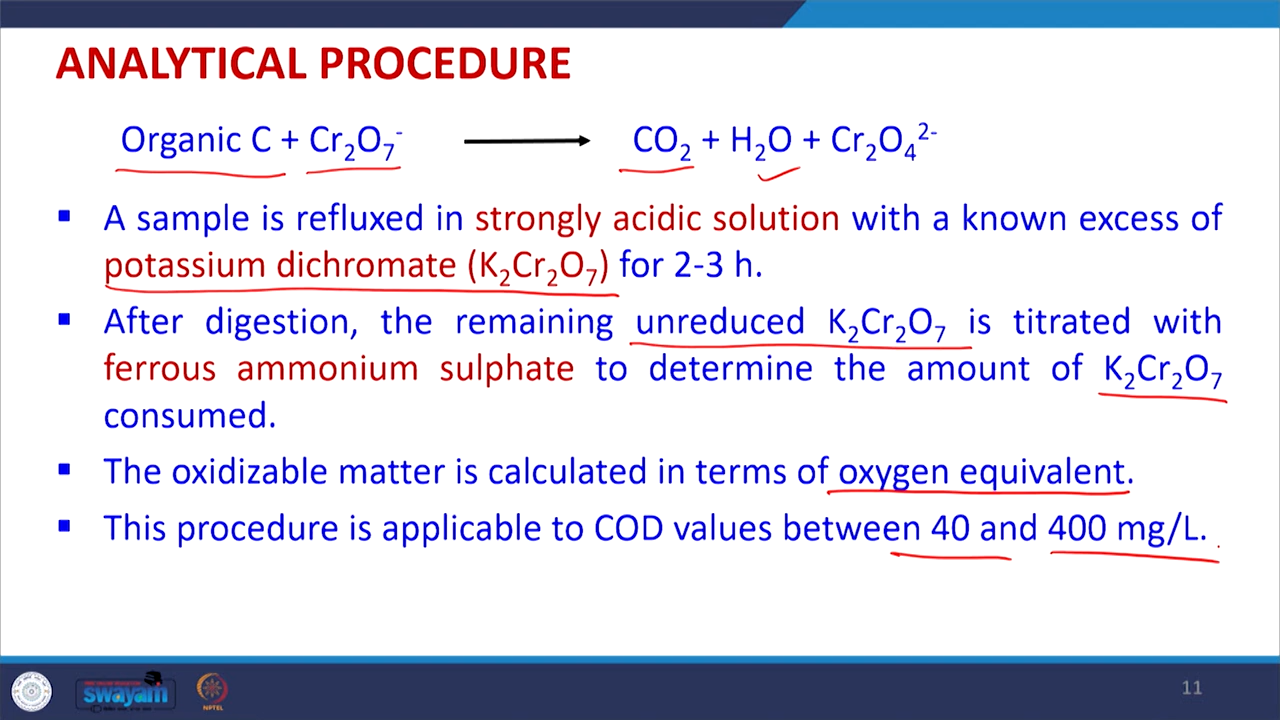 ANALYTICAL PROCEDURE
Organic C + Cr₂O₇⁻ → CO₂ + H₂O + Cr₂O₄²⁻
▪ A sample is refluxed in strongly acidic solution with a known excess of
potassium dichromate (K₂Cr₂O₇) for 2-3 h.
▪ After digestion, the remaining unreduced K₂Cr₂O₇ is titrated with
ferrous ammonium sulphate to determine the amount of K₂Cr₂O₇
consumed.
▪ The oxidizable matter is calculated in terms of oxygen equivalent.
▪ This procedure is applicable to COD values between 40 and 400 mg/L.
swayam
NPTEL
11